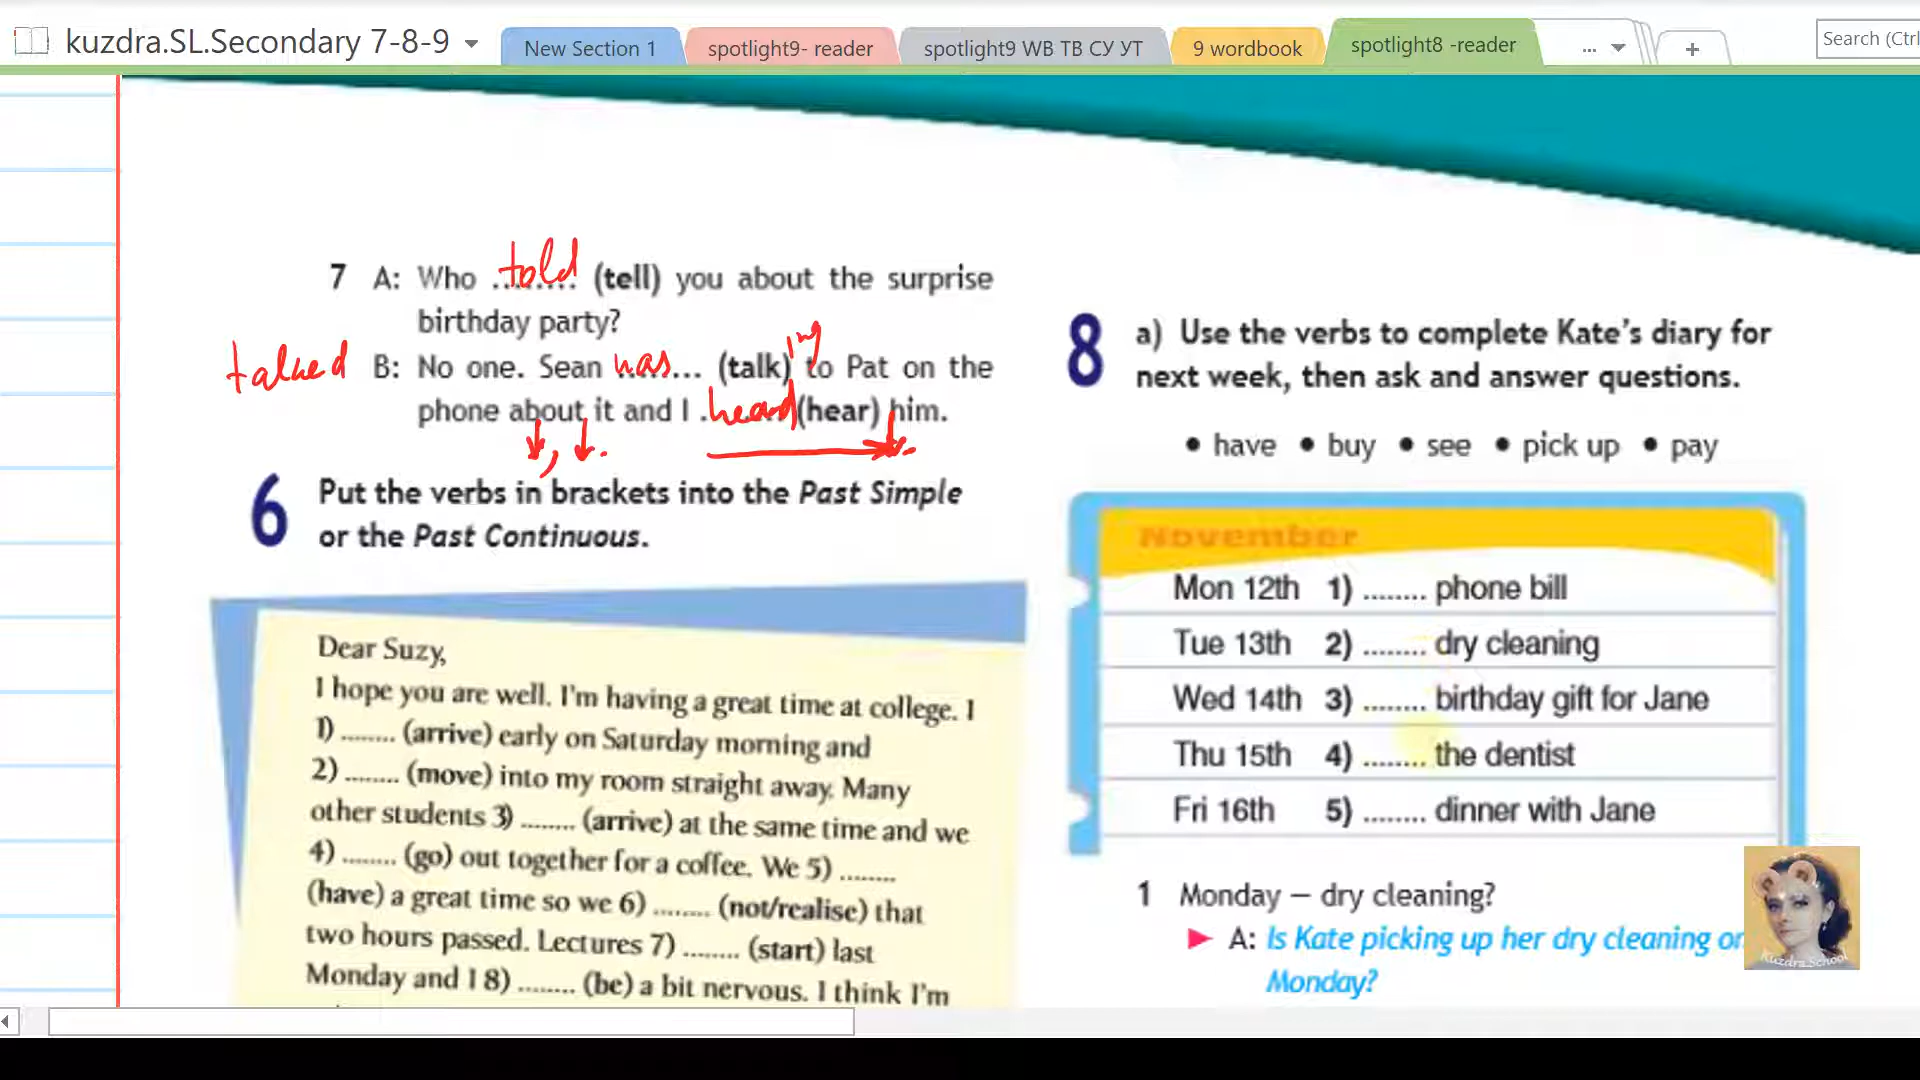 kuzdra.SL.Secondary 7-8-9
New Section 1
spotlight9- reader
spotlight9 WB TB СУ УТ
9 wordbook
spotlight8 -reader
...
+
Search (Ctrl
7 A: Who told ........ (tell) you about the surprise
birthday party?
talked B: No one. Sean was... (talk) ing to Pat on the
phone about it and I . heard (hear) him.
6 Put the verbs in brackets into the Past Simple
or the Past Continuous.
Dear Suzy,
I hope you are well. I'm having a great time at college. I
1) ........ (arrive) early on Saturday morning and
2) ........ (move) into my room straight away. Many
other students 3) ........ (arrive) at the same time and we
4) ........ (go) out together for a coffee. We 5) ........
(have) a great time so we 6) ........ (not/realise) that
two hours passed. Lectures 7) ........ (start) last
Monday and I 8) ........ (be) a bit nervous. I think I'm
8 a) Use the verbs to complete Kate's diary for
next week, then ask and answer questions.
• have • buy • see • pick up • pay
November
Mon 12th 1) ........ phone bill
Tue 13th 2) ........ dry cleaning
Wed 14th 3) ........ birthday gift for Jane
Thu 15th 4) ........ the dentist
Fri 16th 5) ........ dinner with Jane
1 Monday – dry cleaning?
A: Is Kate picking up her dry cleaning on
Monday?
Kuzdra.School